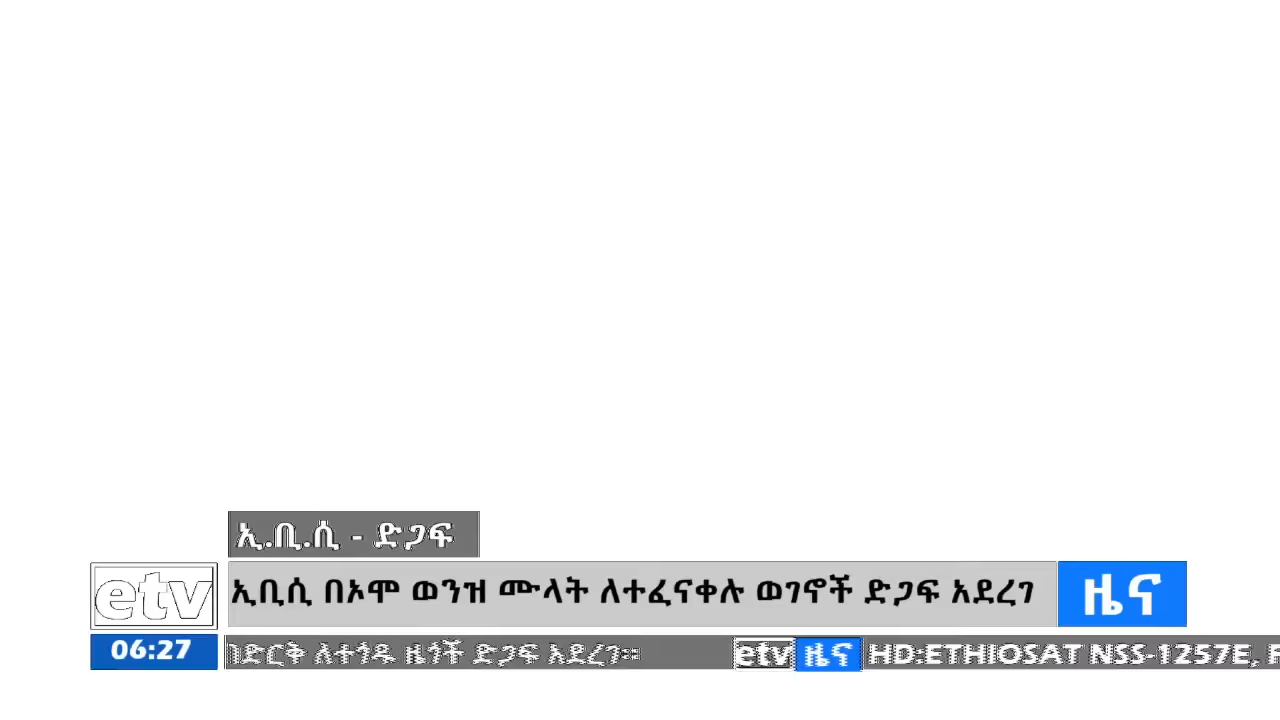 ኢ.ቢ.ሲ - ድጋፍ
etv
ኢቢሲ በኦሞ ወንዝ ሙላት ለተፈናቀሉ ወገኖች ድጋፍ አደረገ
ዜና
06:27
ገድርቅ ለተጎዱ ዜጎች ድጋፍ አደረገ። etv ዜና HD:ETHIOSAT NSS-1257E, F